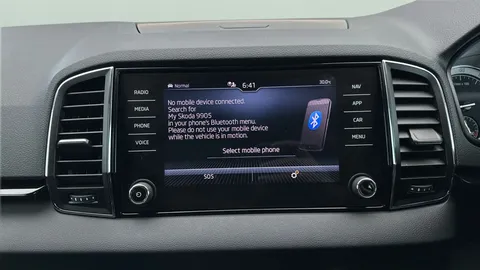 RADIO
MEDIA
PHONE
VOICE
Normal
6:41
30.0
No mobile device connected.
Search for
My Skoda 9905
in your phone's Bluetooth menu.
Please do not use your mobile device
while the vehicle is in motion.
Select mobile phone
SOS
NAV
APP
CAR
MENU